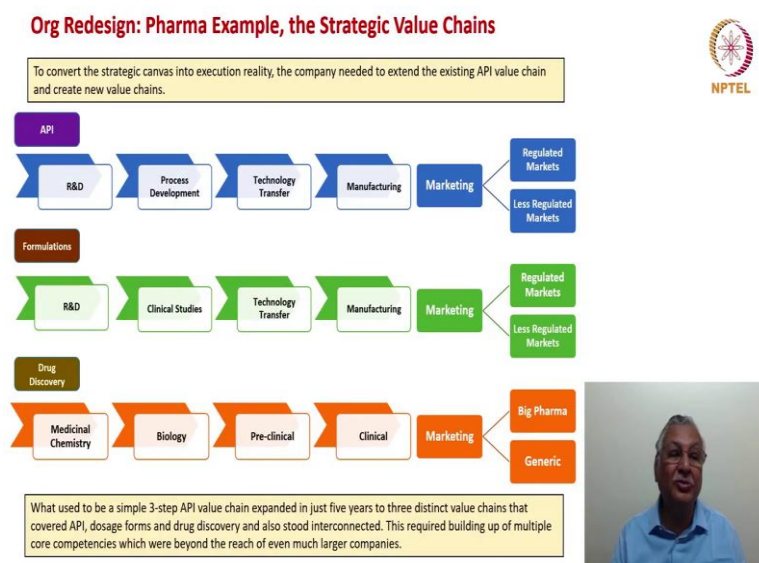 Org Redesign: Pharma Example, the Strategic Value Chains
NPTEL
To convert the strategic canvas into execution reality, the company needed to extend the existing API value chain
and create new value chains.
API
R&D
Process
Development
Technology
Transfer
Manufacturing
Marketing
Regulated
Markets
Less Regulated
Markets
Formulations
R&D
Clinical Studies
Technology
Transfer
Manufacturing
Marketing
Regulated
Markets
Less Regulated
Markets
Drug
Discovery
Medicinal
Chemistry
Biology
Pre-clinical
Clinical
Marketing
Big Pharma
Generic
What used to be a simple 3-step API value chain expanded in just five years to three distinct value chains that
covered API, dosage forms and drug discovery and also stood interconnected. This required building up of multiple
core competencies which were beyond the reach of even much larger companies.